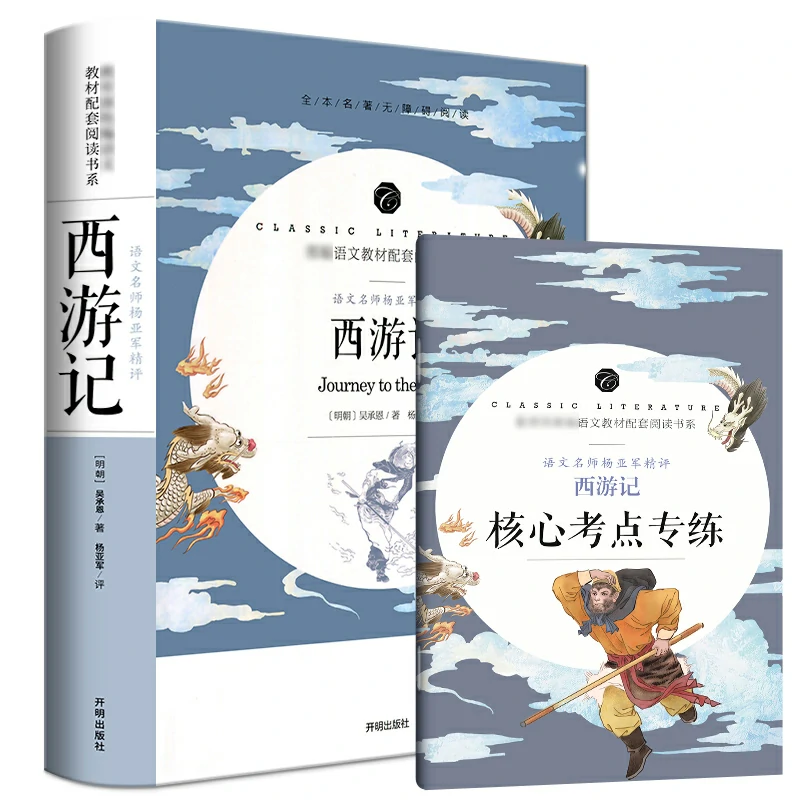 教材配套阅读书系
西游记
语文名师杨亚军精评
[明朝] 吴承恩/著 杨亚军/评
开明出版社
全/本/名/著/无/障/碍/阅/读
CLASSIC LITERATURE
语文教材配套
语文名师杨亚军
西游
Journey to the
[明朝] 吴承恩/著 杨
开明出版社
CLASSIC LITERATURE
语文教材配套阅读书系
语文名师杨亚军精评
西游记
核心考点专练